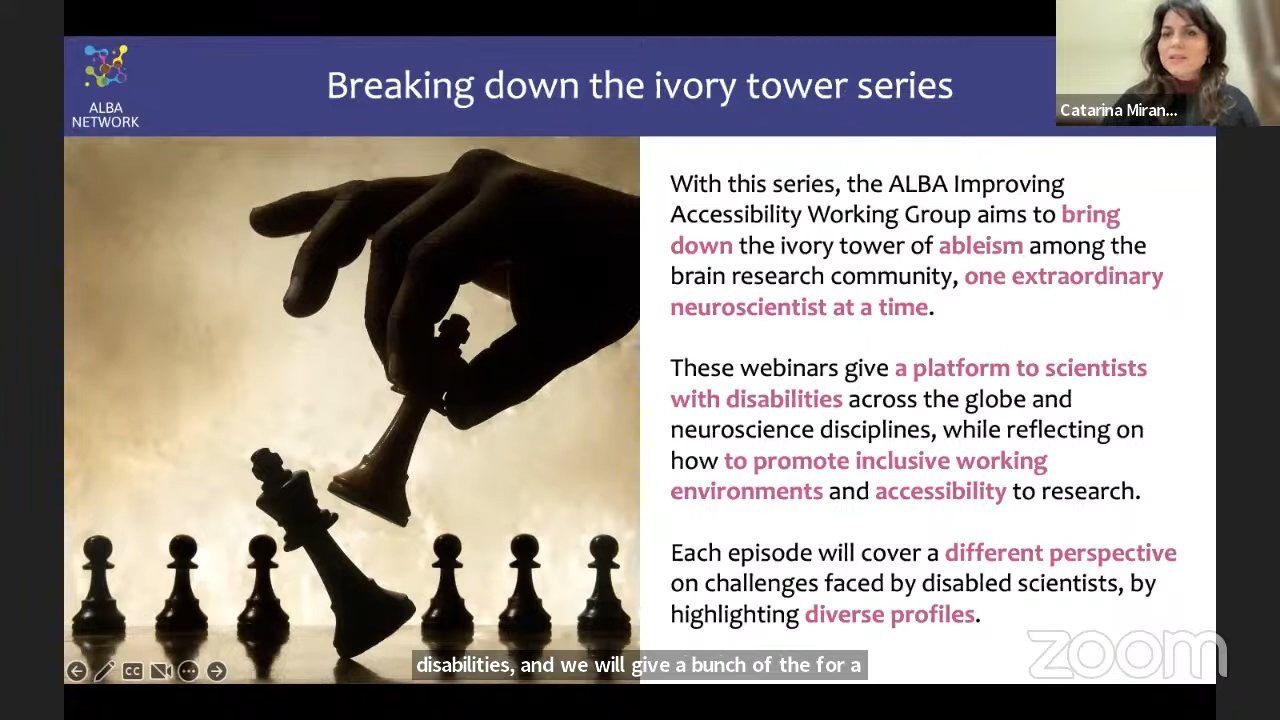 ALBA
NETWORK
Breaking down the ivory tower series
Catarina Miran...
With this series, the ALBA Improving
Accessibility Working Group aims to bring
down the ivory tower of ableism among the
brain research community, one extraordinary
neuroscientist at a time.
These webinars give a platform to scientists
with disabilities across the globe and
neuroscience disciplines, while reflecting on
how to promote inclusive working
environments and accessibility to research.
Each episode will cover a different perspective
on challenges faced by disabled scientists, by
highlighting diverse profiles.
zoom
CC
disabilities, and we will give a bunch of the for a